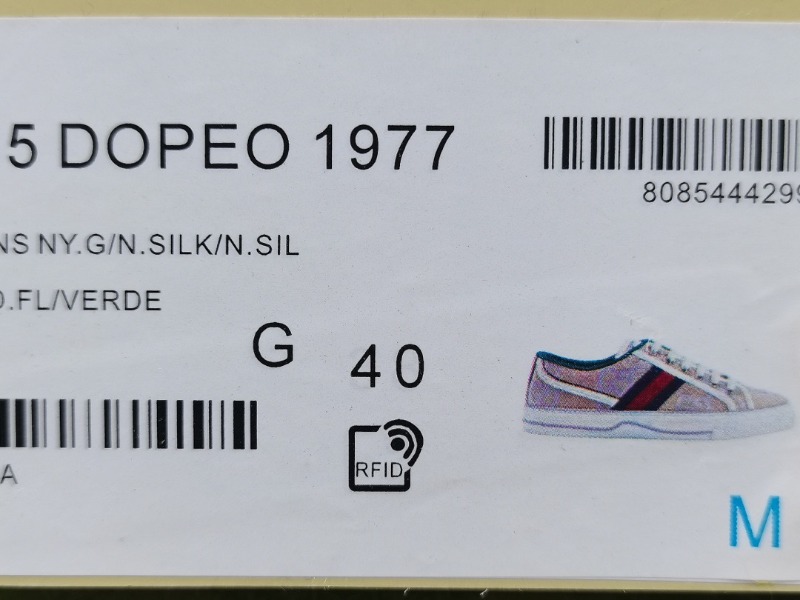 5 DOPEO 1977
8085444299
NS NY.G/N.SILK/N.SIL
O.FL/VERDE
G 40
RFID
A
M